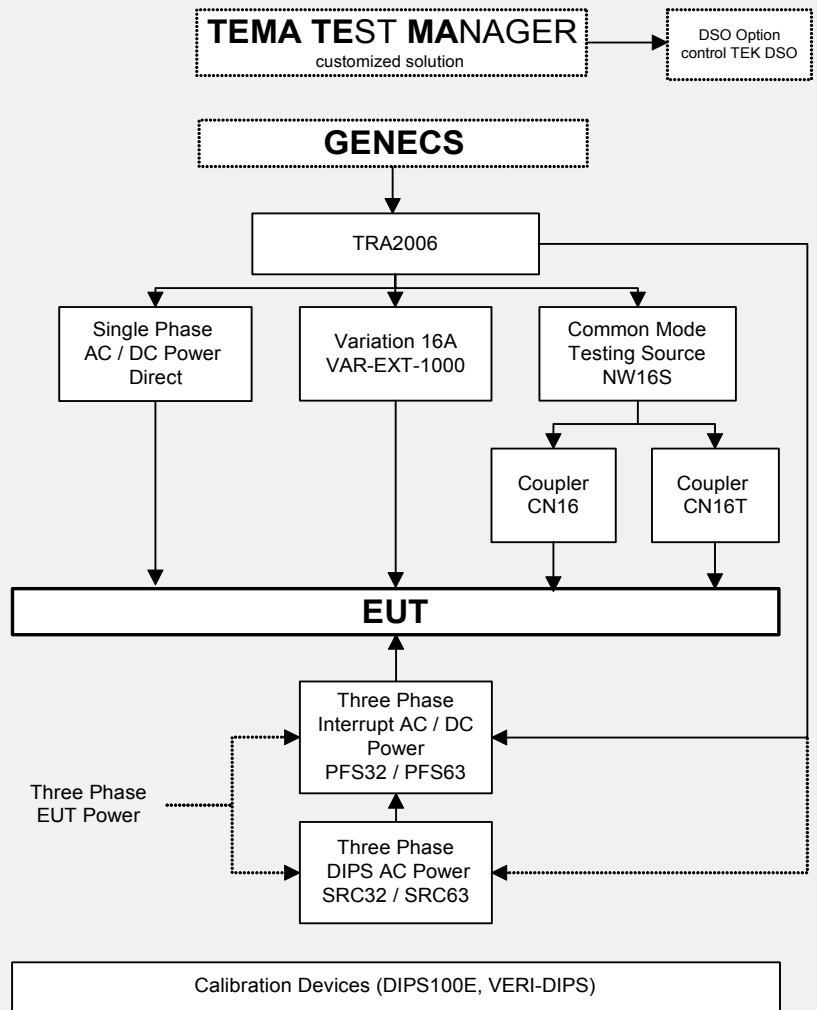 TEMA TEST MANAGER
customized solution
DSO Option
control TEK DSO
GENECS
TRA2006
Single Phase
AC / DC Power
Direct
Variation 16A
VAR-EXT-1000
Common Mode
Testing Source
NW16S
Coupler
CN16
Coupler
CN16T
EUT
Three Phase
Interrupt AC / DC
Power
PFS32 / PFS63
Three Phase
EUT Power
Three Phase
DIPS AC Power
SRC32 / SRC63
Calibration Devices (DIPS100E, VERI-DIPS)